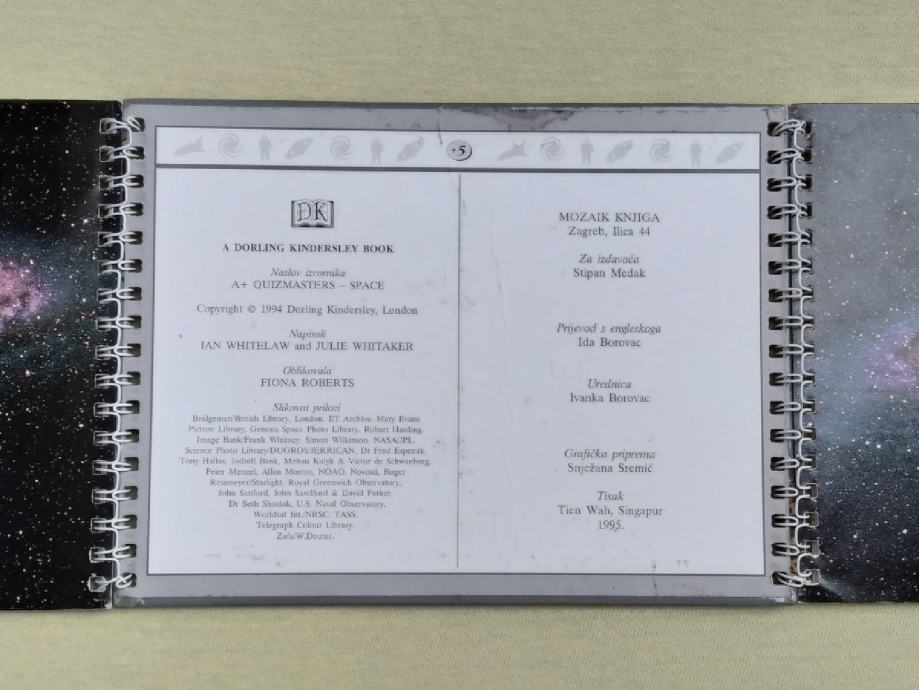 +5
DK
A DORLING KINDERSLEY BOOK
Naslov izvornika
A+ QUIZMASTERS – SPACE
Copyright © 1994 Dorling Kindersley, London
Napisali
IAN WHITELAW and JULIE WHITAKER
Oblikovala
FIONA ROBERTS
Slikovni prilozi
Bridgeman/British Library, London. ET Archive, Mary Evans
Picture Library, Genesis Space Photo Library, Robert Harding,
Image Bank/Frank Whitney, Simon Wilkinson, NASA/JPL,
Science Photo Library/DUGROS/JERRICAN, Dr Fred Espenak,
Tony Hallas, Jodrell Bank, Mehau Kulyk & Victor de Schwanberg,
Peter Menzel, Allan Morton, NOAO, Novosti, Roger
Ressmeyer/Starlight, Royal Greenwich Observatory,
John Sanford, John Sandford & David Parker,
Dr Seth Shostak, U.S. Naval Observatory,
Worldsat Int./NRSC. TASS.
Telegraph Colour Library.
Zefa/W.Deuter.
MOZAIK KNJIGA
Zagreb, Ilica 44
Za izdavača
Stipan Medak
Prijevod s engleskoga
Ida Borovac
Urednica
Ivanka Borovac
Grafička priprema
Snježana Sremić
Tisak
Tien Wah, Singapur
1995.